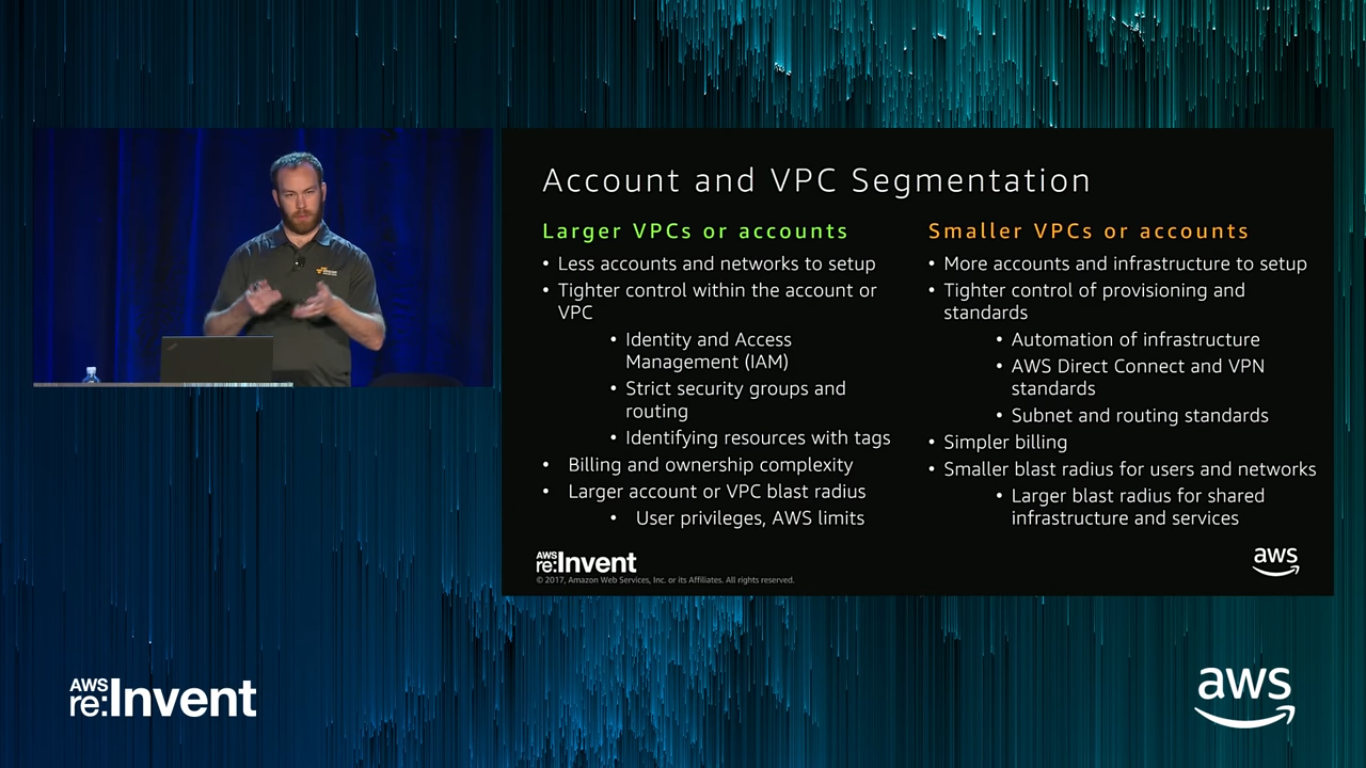 Account and VPC Segmentation
Larger VPCs or accounts
• Less accounts and networks to setup
• Tighter control within the account or
VPC
• Identity and Access
Management (IAM)
• Strict security groups and
routing
• Identifying resources with tags
• Billing and ownership complexity
• Larger account or VPC blast radius
• User privileges, AWS limits
Smaller VPCs or accounts
• More accounts and infrastructure to setup
• Tighter control of provisioning and
standards
• Automation of infrastructure
• AWS Direct Connect and VPN
standards
• Subnet and routing standards
• Simpler billing
• Smaller blast radius for users and networks
• Larger blast radius for shared
infrastructure and services
AWS
re:Invent
© 2017, Amazon Web Services, Inc. or its Affiliates. All rights reserved.
aws
AWS
re:Invent
aws